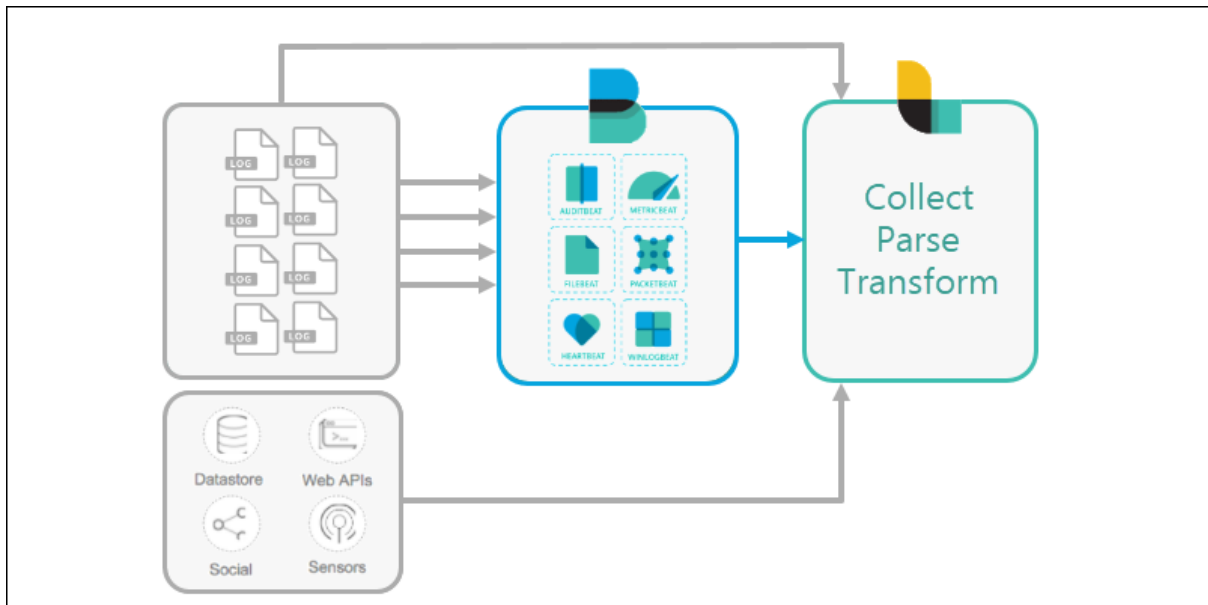 LOG LOG
LOG LOG
LOG LOG
LOG LOG
AUDITBEAT METRICBEAT
FILEBEAT PACKETBEAT
HEARTBEAT WINLOGBEAT
Collect
Parse
Transform
Datastore Web APIs
Social Sensors